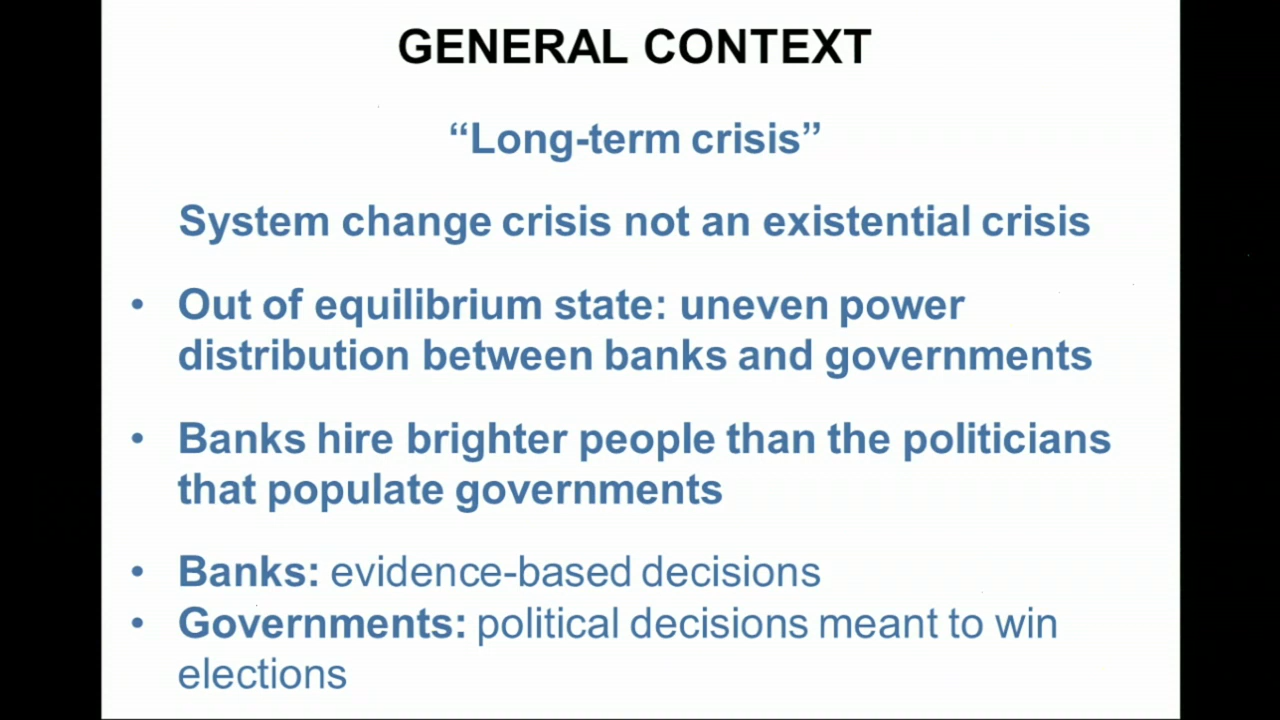 GENERAL CONTEXT
“Long-term crisis”
System change crisis not an existential crisis
• Out of equilibrium state: uneven power
distribution between banks and governments
• Banks hire brighter people than the politicians
that populate governments
• Banks: evidence-based decisions
• Governments: political decisions meant to win
elections